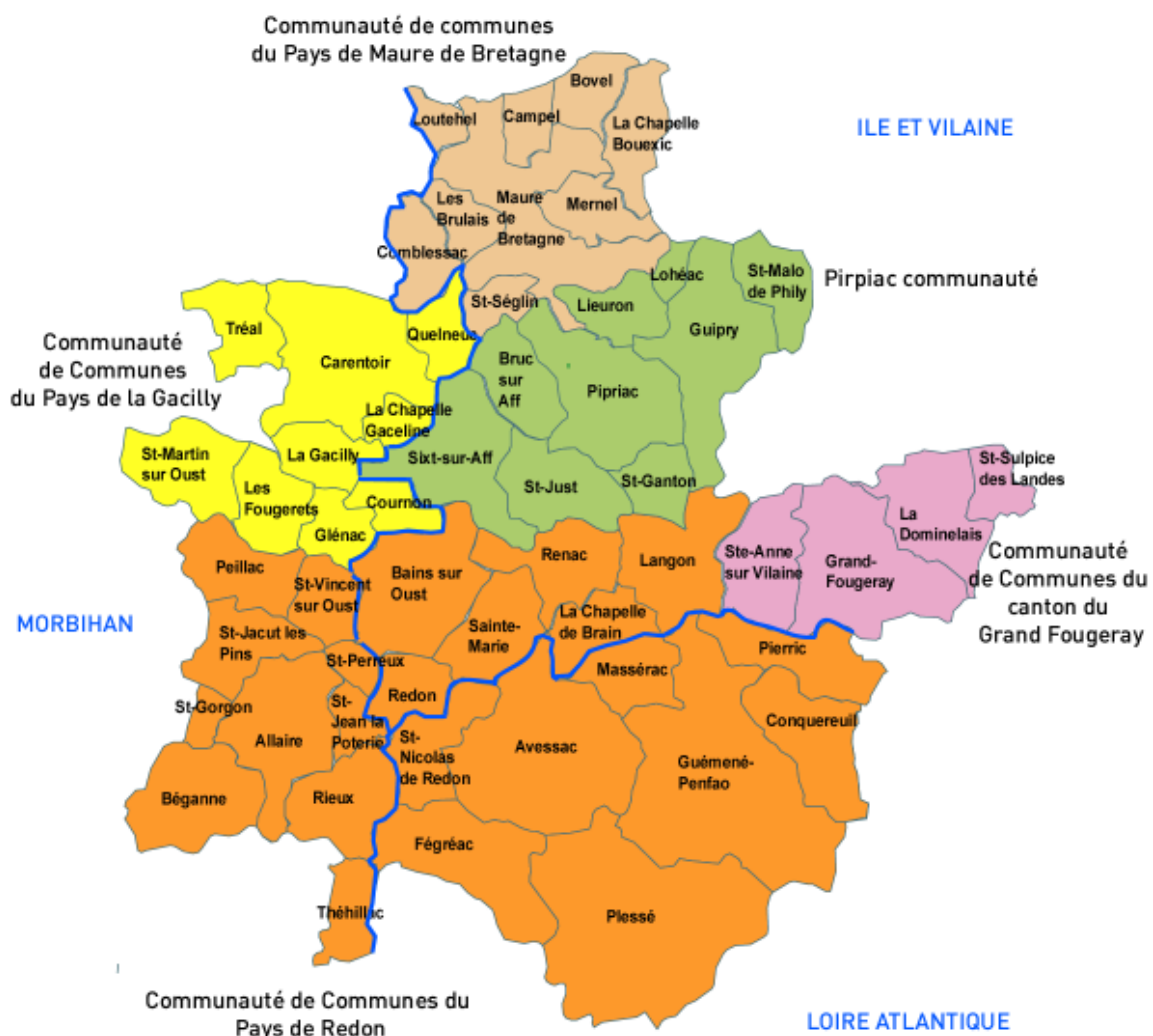 Communauté de communes
du Pays de Maure de Bretagne
ILE ET VILAINE
Bovel
Loutehel
Campel
La Chapelle
Bouexic
Les
Brulais
Maure
de
Bretagne
Mernel
Comblessac
St-Séglin
Lohéac
St-Malo
de Phily
Pirpiac communauté
Lieuron
Guipry
Tréal
Quelneuc
Communauté
de Communes
du Pays de la Gacilly
Carentoir
Bruc
sur
Aff
Pipriac
La Chapelle
Gaceline
St-Martin
sur Oust
La Gacilly
Sixt-sur-Aff
St-Just
St-Ganton
St-Sulpice
des Landes
Les
Fougerets
Cournon
Glénac
La
Dominelais
Ste-Anne
sur Vilaine
Grand-
Fougeray
Communauté
de Communes du
canton du
Grand Fougeray
Peillac
St-Vincent
sur Oust
Bains sur
Oust
Renac
Langon
MORBIHAN
St-Jacut les
Pins
Sainte-
Marie
La Chapelle
de Brain
Pierric
St-Perreux
Redon
Massérac
St-Gorgon
Allaire
St-
Jean la
Poterie
St-
Nicolas
de Redon
Avessac
Conquereuil
Guémené-
Penfao
Béganne
Rieux
Fégréac
Théhillac
Plessé
Communauté de Communes du
Pays de Redon
LOIRE ATLANTIQUE